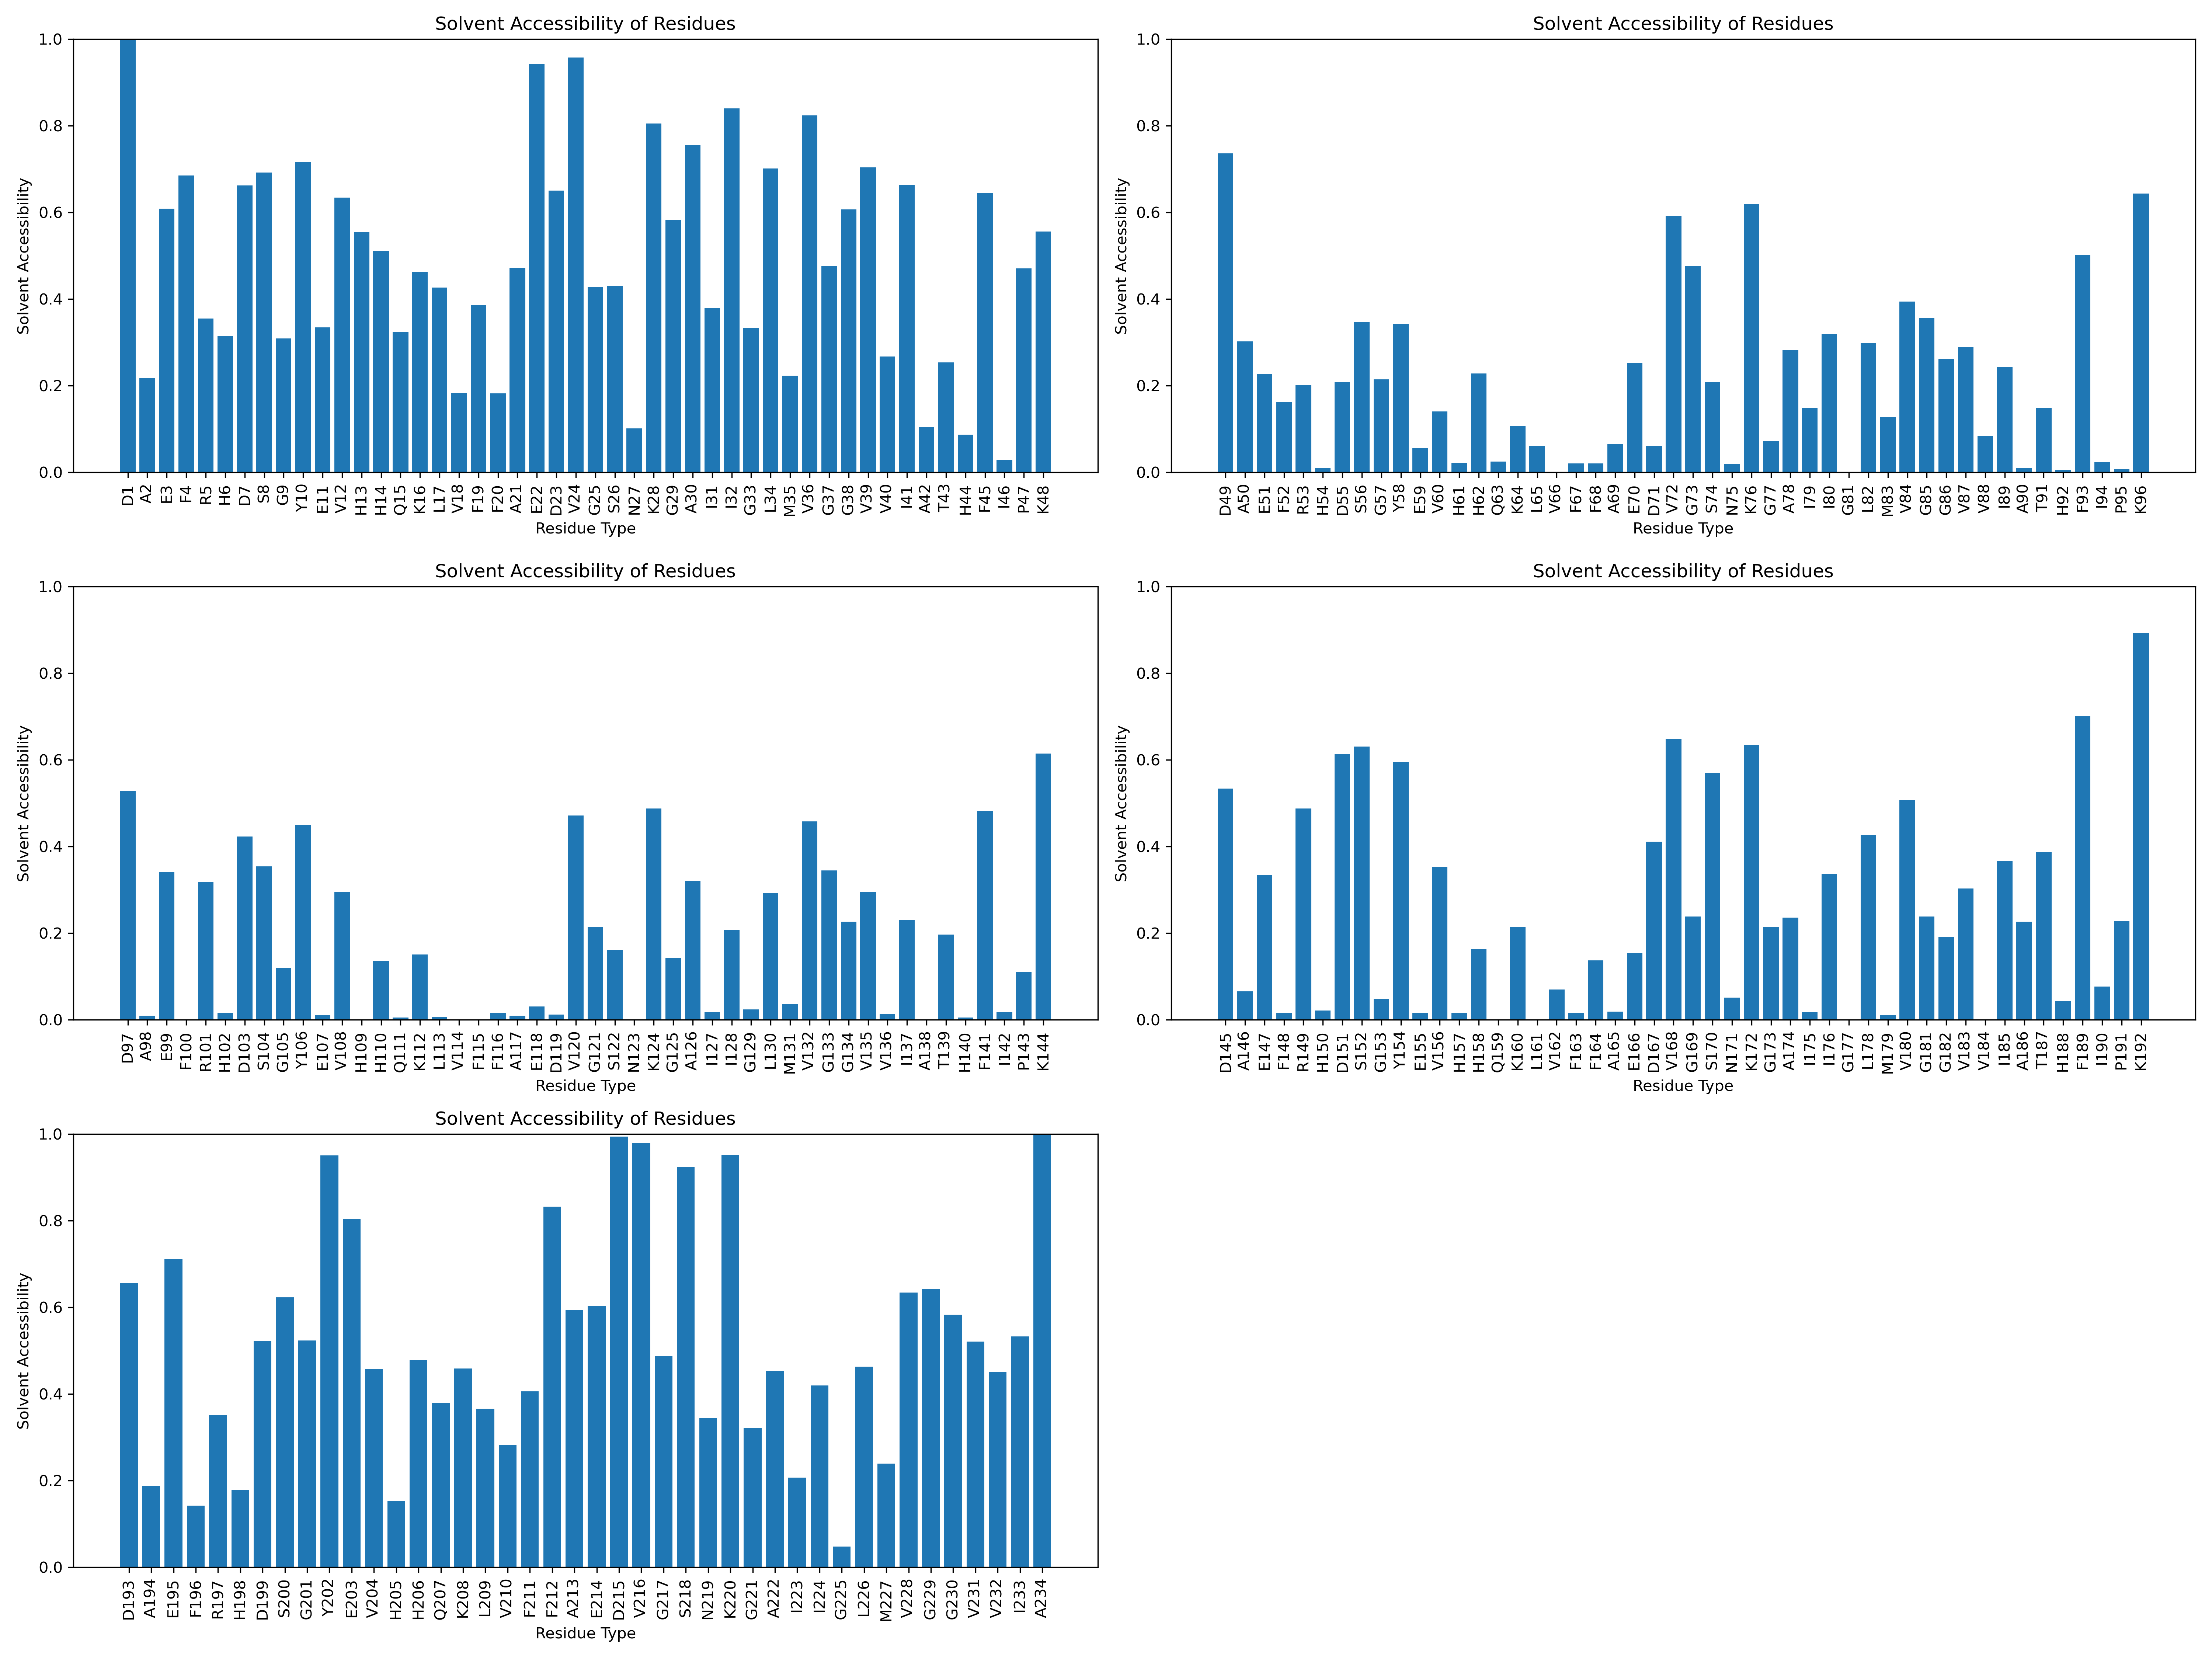 Solvent Accessibility of Residues
1.0
0.8
0.6
0.4
0.2
0.0
Solvent Accessibility
D1 A2 E3 F4 R5 H6 D7 S8 G9 Y10 E11 V12 H13 H14 Q15 K16 L17 V18 F19 F20 A21 E22 D23 V24 G25 S26 N27 K28 G29 A30 I31 I32 G33 L34 M35 V36 G37 G38 V39 V40 I41 A42 T43 H44 F45 I46 P47 K48
Residue Type
Solvent Accessibility of Residues
1.0
0.8
0.6
0.4
0.2
0.0
Solvent Accessibility
D49 A50 E51 F52 R53 H54 D55 S56 G57 Y58 E59 V60 H61 H62 Q63 K64 L65 V66 F67 F68 A69 E70 D71 V72 G73 S74 N75 K76 G77 A78 I79 I80 G81 L82 M83 V84 G85 G86 V87 V88 I89 A90 T91 H92 F93 I94 P95 K96
Residue Type
Solvent Accessibility of Residues
1.0
0.8
0.6
0.4
0.2
0.0
Solvent Accessibility
D97 A98 E99 F100 R101 H102 D103 S104 G105 Y106 E107 V108 H109 H110 Q111 K112 L113 V114 F115 F116 A117 E118 D119 V120 G121 S122 N123 K124 G125 A126 I127 I128 G129 L130 M131 V132 G133 G134 V135 V136 I137 A138 T139 H140 F141 I142 P143 K144
Residue Type
Solvent Accessibility of Residues
1.0
0.8
0.6
0.4
0.2
0.0
Solvent Accessibility
D145 A146 E147 F148 R149 H150 D151 S152 G153 Y154 E155 V156 H157 H158 Q159 K160 L161 V162 F163 F164 A165 E166 D167 V168 G169 S170 N171 K172 G173 A174 I175 I176 G177 L178 M179 V180 G181 G182 V183 V184 I185 A186 T187 H188 F189 I190 P191 K192
Residue Type
Solvent Accessibility of Residues
1.0
0.8
0.6
0.4
0.2
0.0
Solvent Accessibility
D193 A194 E195 F196 R197 H198 D199 S200 G201 Y202 E203 V204 H205 H206 Q207 K208 L209 V210 F211 F212 A213 E214 D215 V216 G217 S218 N219 K220 G221 A222 I223 I224 G225 L226 M227 V228 G229 G230 V231 V232 I233 A234
Residue Type